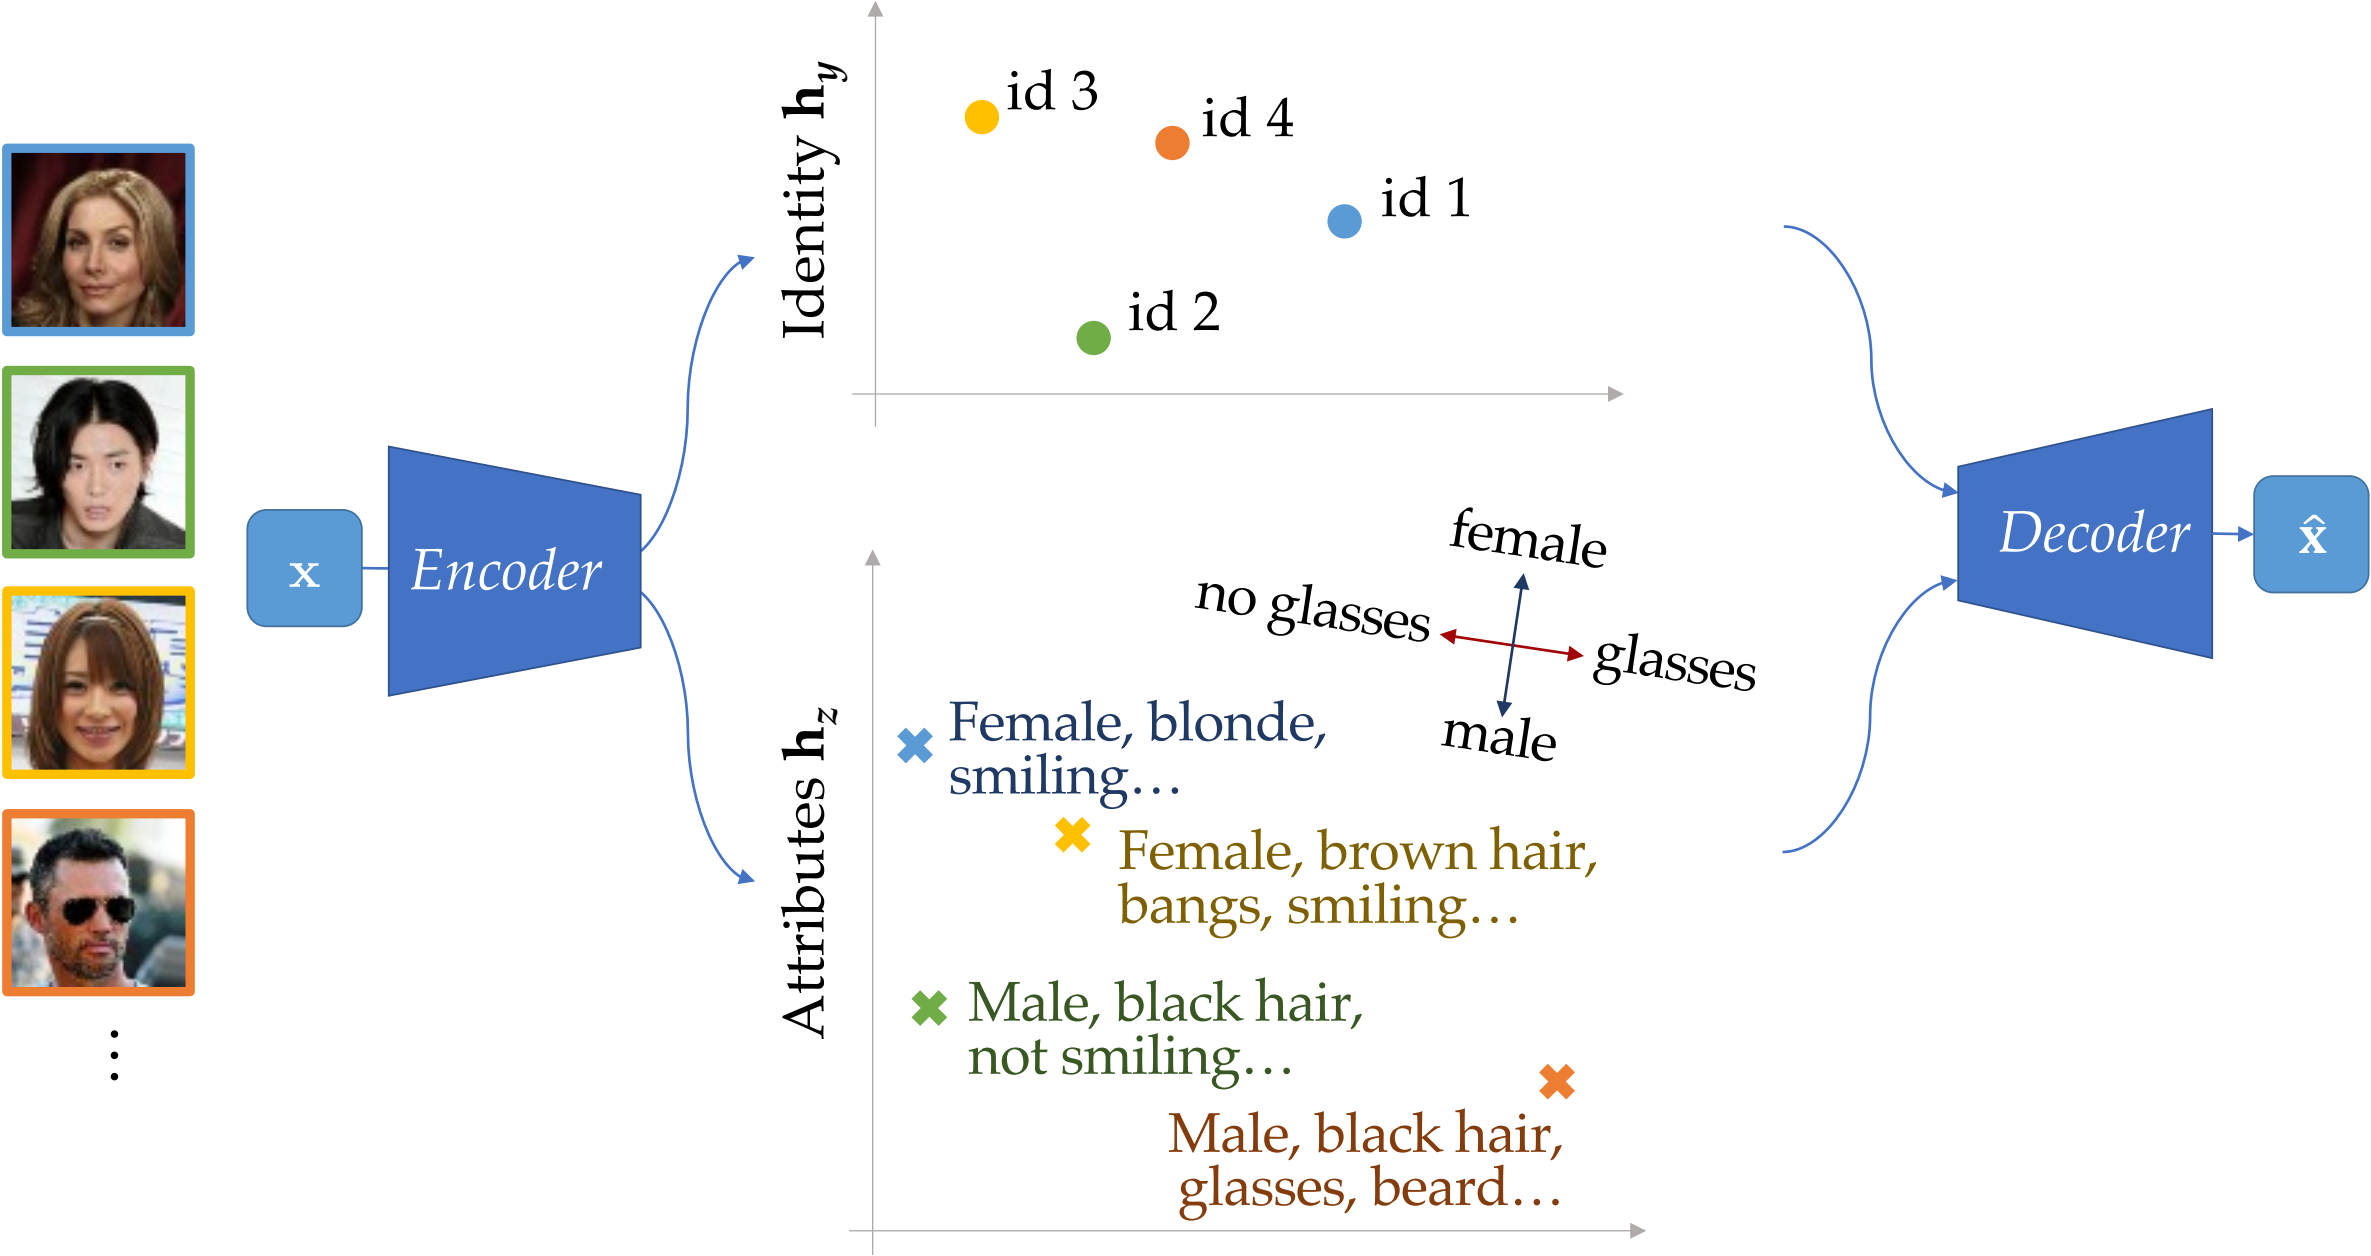 x
Encoder
Identity h_y
id 3
id 4
id 1
id 2
Attributes h_z
female
no glasses
glasses
male
Female, blonde,
smiling…
Female, brown hair,
bangs, smiling…
Male, black hair,
not smiling…
Male, black hair,
glasses, beard…
⋮
Decoder
x̂